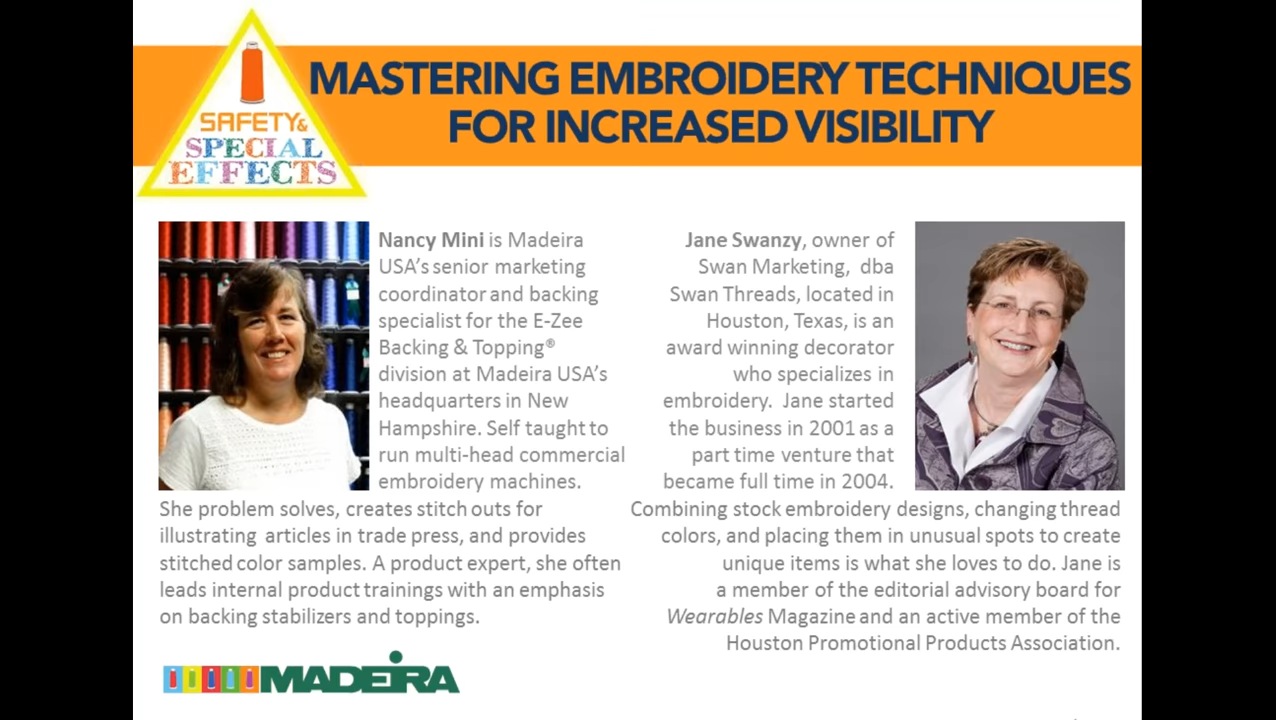 MASTERING EMBROIDERY TECHNIQUES
FOR INCREASED VISIBILITY
SAFETY&
SPECIAL
EFFECTS
Nancy Mini is Madeira
USA's senior marketing
coordinator and backing
specialist for the E-Zee
Backing & Topping®
division at Madeira USA's
headquarters in New
Hampshire. Self taught to
run multi-head commercial
embroidery machines.
She problem solves, creates stitch outs for
illustrating articles in trade press, and provides
stitched color samples. A product expert, she often
leads internal product trainings with an emphasis
on backing stabilizers and toppings.
Jane Swanzy, owner of
Swan Marketing, dba
Swan Threads, located in
Houston, Texas, is an
award winning decorator
who specializes in
embroidery. Jane started
the business in 2001 as a
part time venture that
became full time in 2004.
Combining stock embroidery designs, changing thread
colors, and placing them in unusual spots to create
unique items is what she loves to do. Jane is
a member of the editorial advisory board for
Wearables Magazine and an active member of the
Houston Promotional Products Association.
MADEIRA